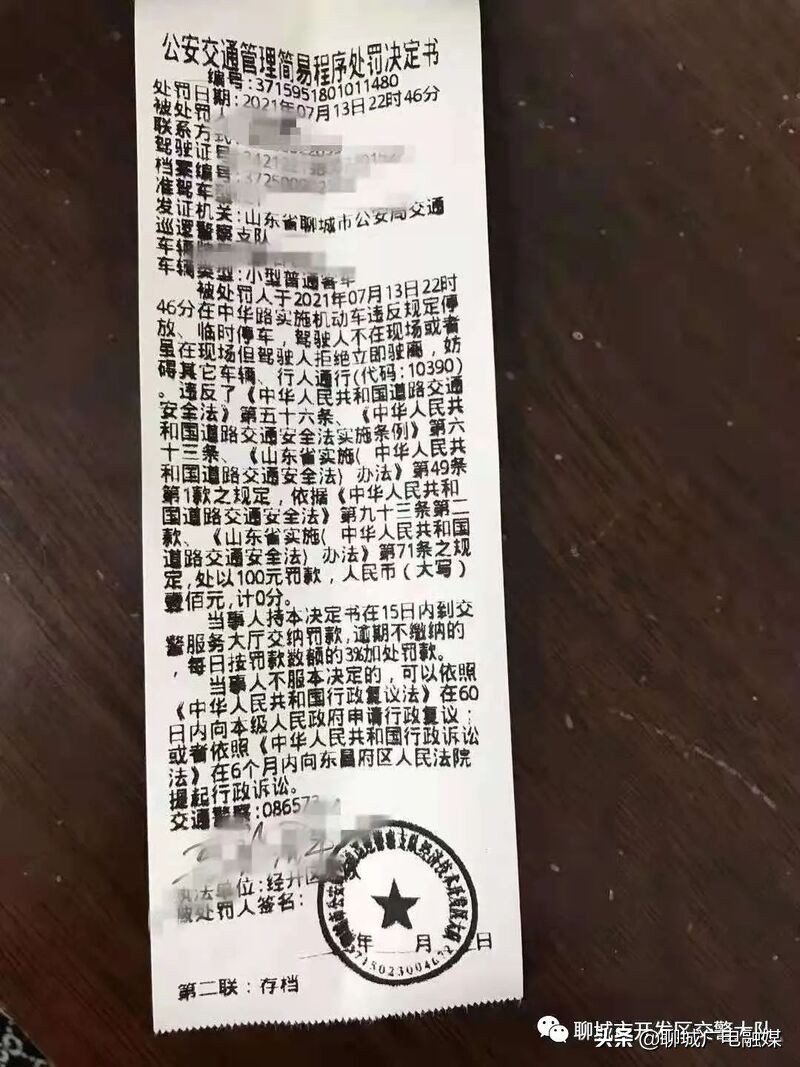 公安交通管理简易程序处罚决定书
编号:3715951801011480
处罚日期:2021年07月13日22时46分
被处罚人
联系方式
驾驶证号
档案编号
准驾车
发证机关:山东省聊城市公安局交通
巡逻警察支队
车辆
车辆类型:小型普通客车
被处罚人于2021年07月13日22时
46分在中华路实施机动车违反规定停
放、临时停车，驾驶人不在现场或者
虽在现场但驾驶人拒绝立即驶离，妨
碍其它车辆、行人通行(代码:10390)
。违反了《中华人民共和国道路交通
安全法》第五十六条、《中华人民共
和国道路交通安全法实施条例》第六
十三条、《山东省实施(中华人民共
和国道路交通安全法)办法》第49条
第1款之规定，依据《中华人民共和
国道路交通安全法》第九十三条第二
款、《山东省实施(中华人民共和国
道路交通安全法)办法》第71条之规
定,处以100元罚款，人民币（大写）
壹佰元,计0分。
当事人持本决定书在15日内到交
警服务大厅交纳罚款,逾期不缴纳的
，每日按罚款数额的3%加处罚款。
当事人不服本决定的，可以依照
《中华人民共和国行政复议法》在60
日内向本级人民政府申请行政复议；
或者依照《中华人民共和国行政诉讼
法》在6个月内向东昌府区人民法院
提起行政诉讼。
交通警察:086573
执法单位:经开区
被处罚人签名:
年 月 日
3715023004672
第二联：存档
聊城市开发区交警大队
头条 @聊城广电融媒